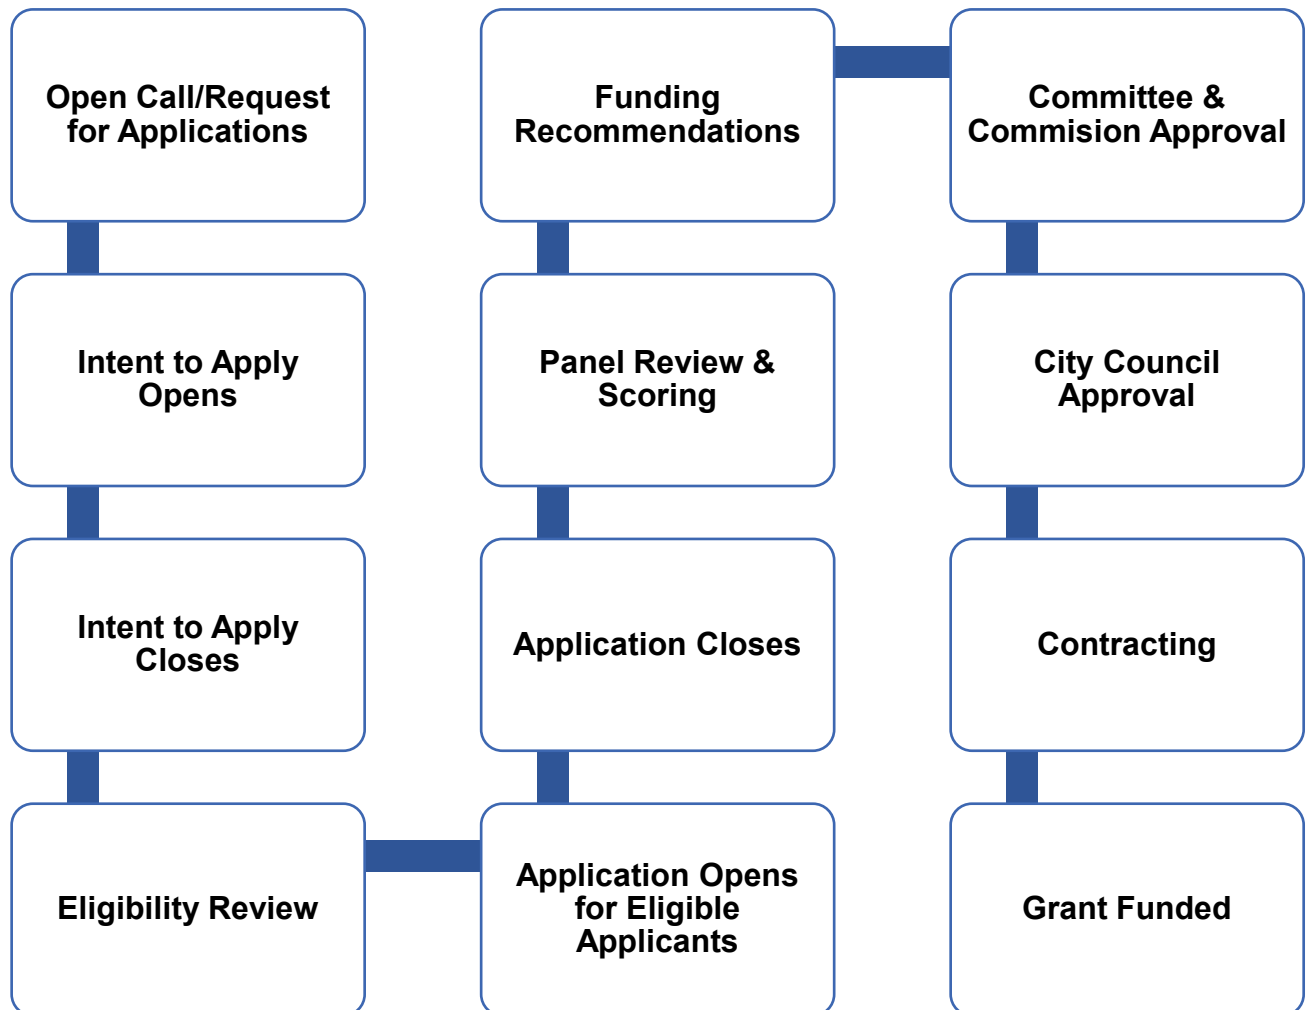 Open Call/Request
for Applications
Intent to Apply
Opens
Intent to Apply
Closes
Eligibility Review
Application Opens
for Eligible
Applicants
Application Closes
Panel Review &
Scoring
Funding
Recommendations
Committee &
Commision Approval
City Council
Approval
Contracting
Grant Funded